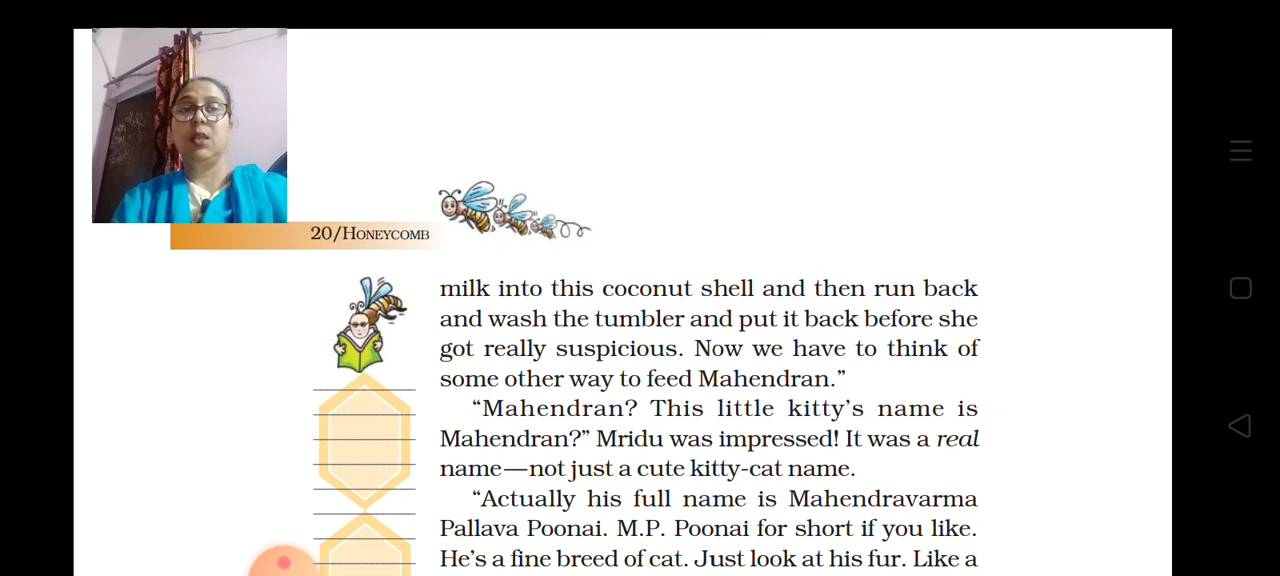 20/HONEYCOMB
milk into this coconut shell and then run back
and wash the tumbler and put it back before she
got really suspicious. Now we have to think of
some other way to feed Mahendran.”
“Mahendran? This little kitty’s name is
Mahendran?” Mridu was impressed! It was a real
name—not just a cute kitty-cat name.
“Actually his full name is Mahendravarma
Pallava Poonai. M.P. Poonai for short if you like.
He’s a fine breed of cat. Just look at his fur. Like a